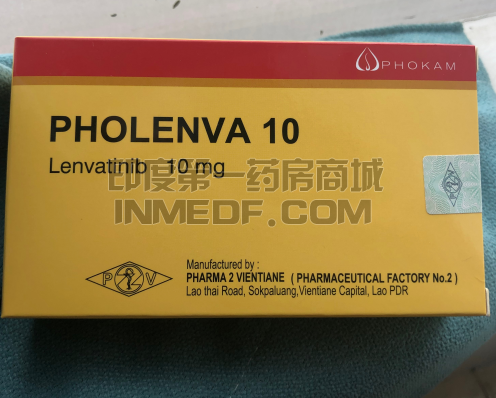 PHOKAM
PHOLENVA 10
Lenvatinib 10 mg
印度第一药房商城
INMEDF.COM
Manufactured by :
PHARMA 2 VIENTIANE ( PHARMACEUTICAL FACTORY No.2 )
Lao thai Road, Sokpaluang,Vientiane Capital, Lao PDR
P 2 V